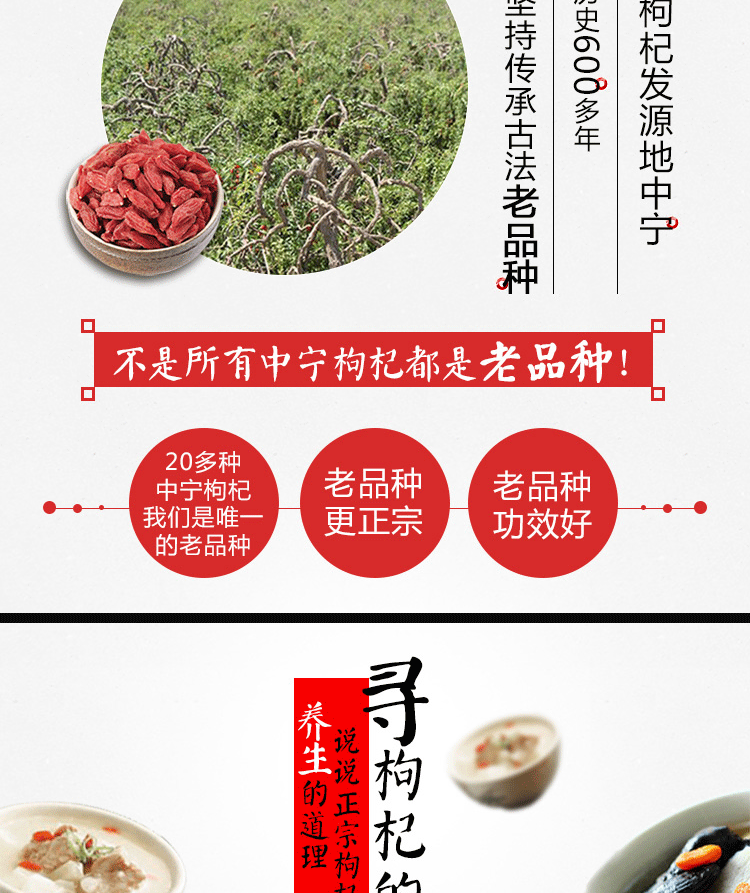 枸杞发源地中宁
历史600多年
坚持传承古法老品种
不是所有中宁枸杞都是老品种!
20多种
中宁枸杞
我们是唯一
的老品种
老品种
更正宗
老品种
功效好
寻枸杞的
说说正宗枸杞
养生的道理